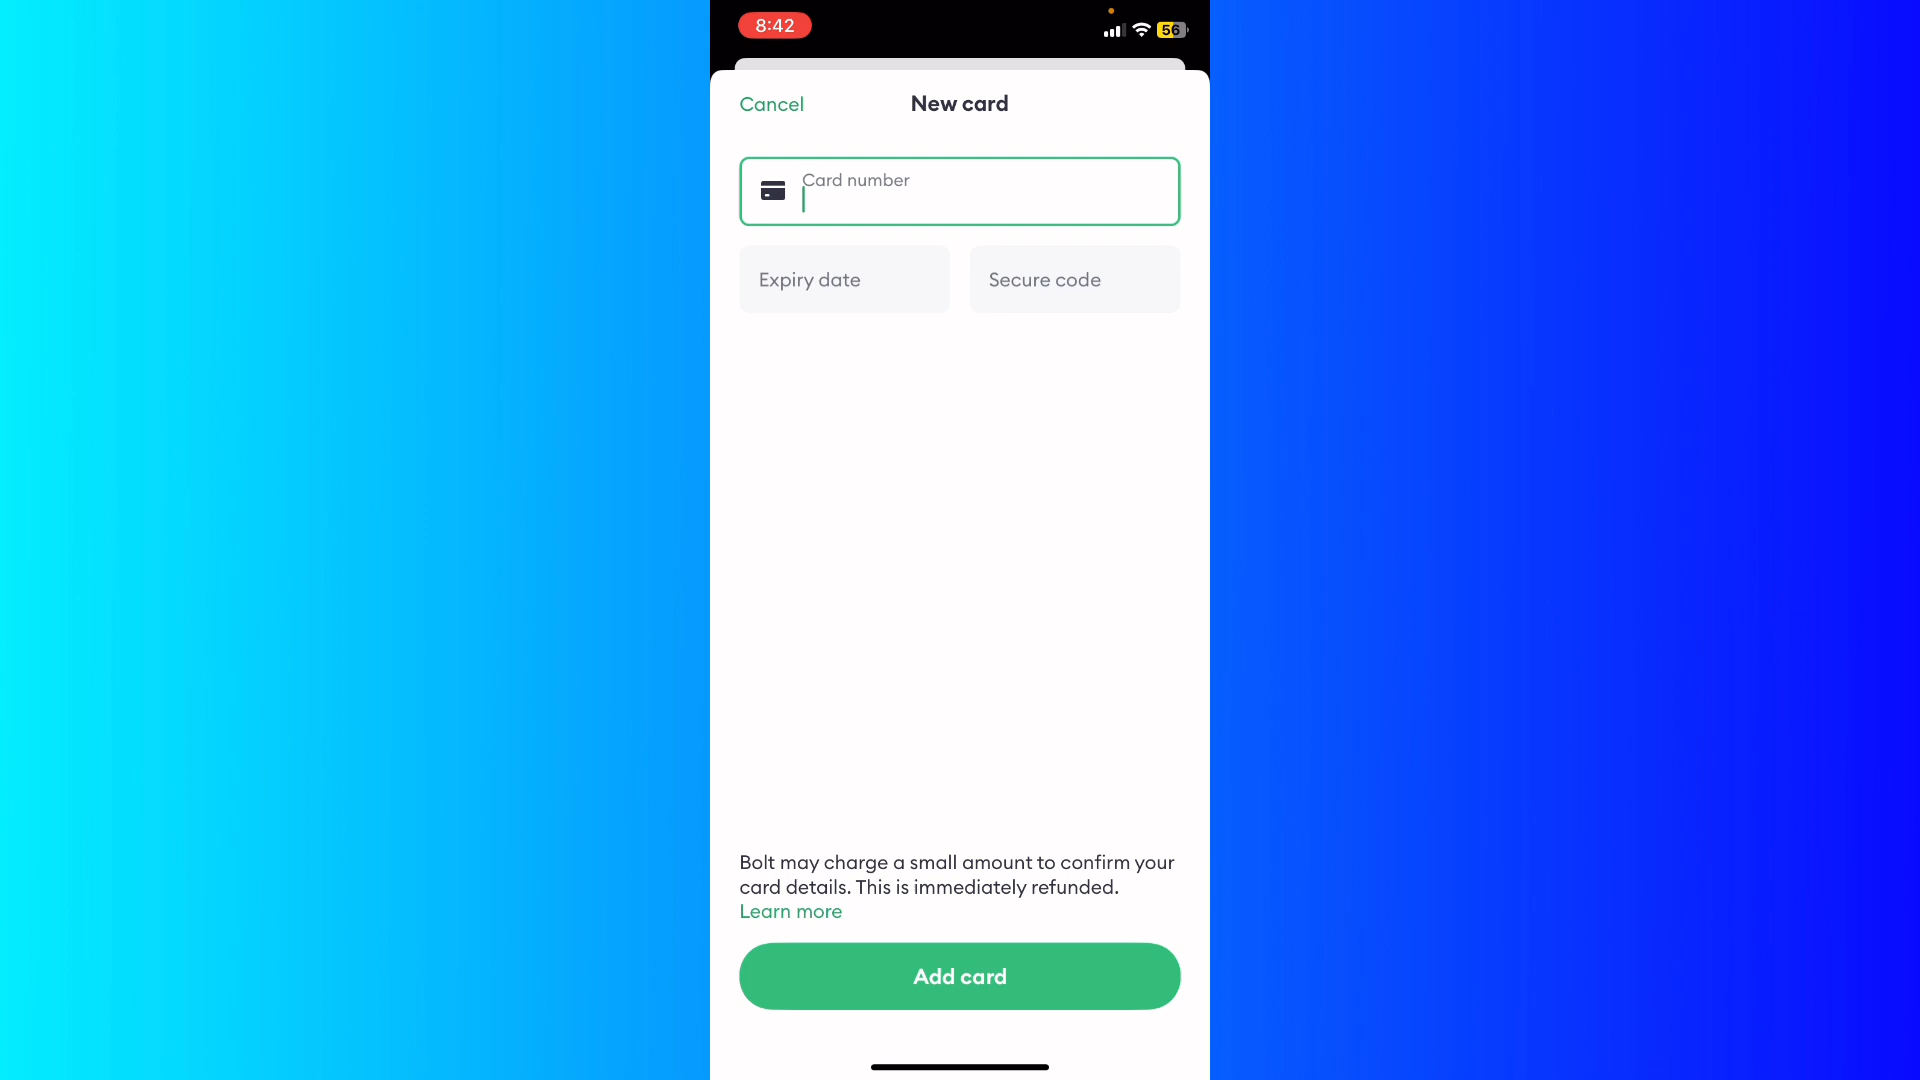 8:42
56
Cancel
New card
Card number
Expiry date
Secure code
Bolt may charge a small amount to confirm your
card details. This is immediately refunded.
Learn more
Add card